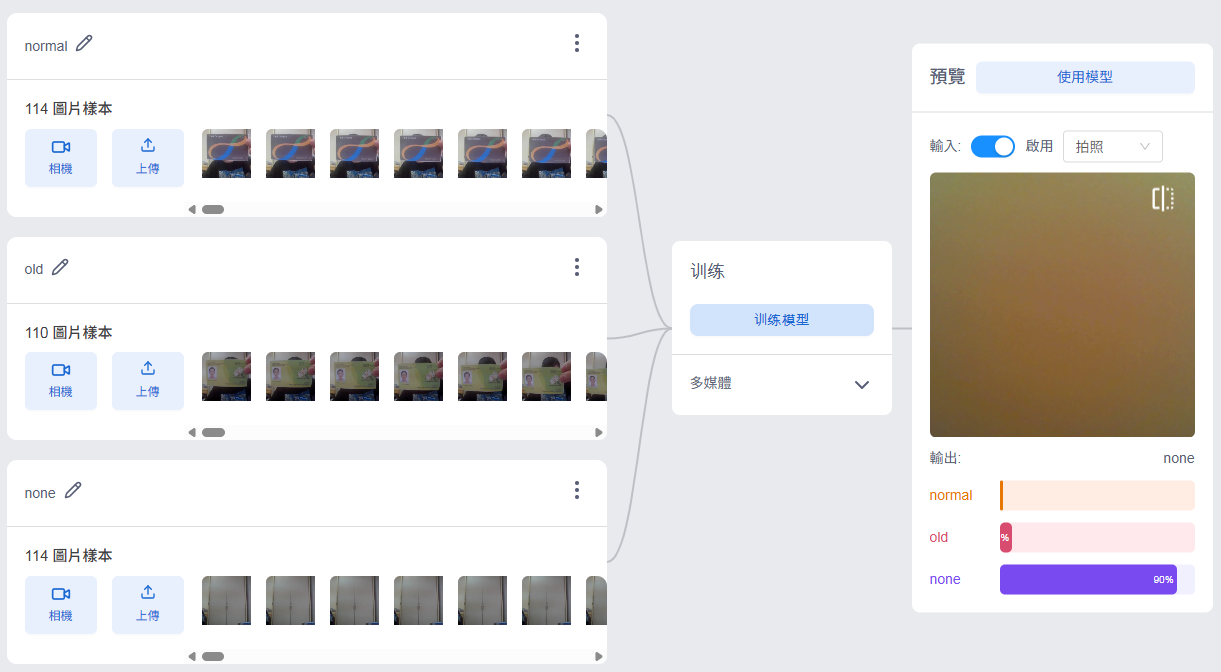 normal
114 圖片樣本
相機
上傳
old
110 圖片樣本
相機
上傳
none
114 圖片樣本
相機
上傳
训练
训练模型
多媒體
預覽
使用模型
輸入:
啟用
拍照
輸出:
none
normal
old
%
none
90%